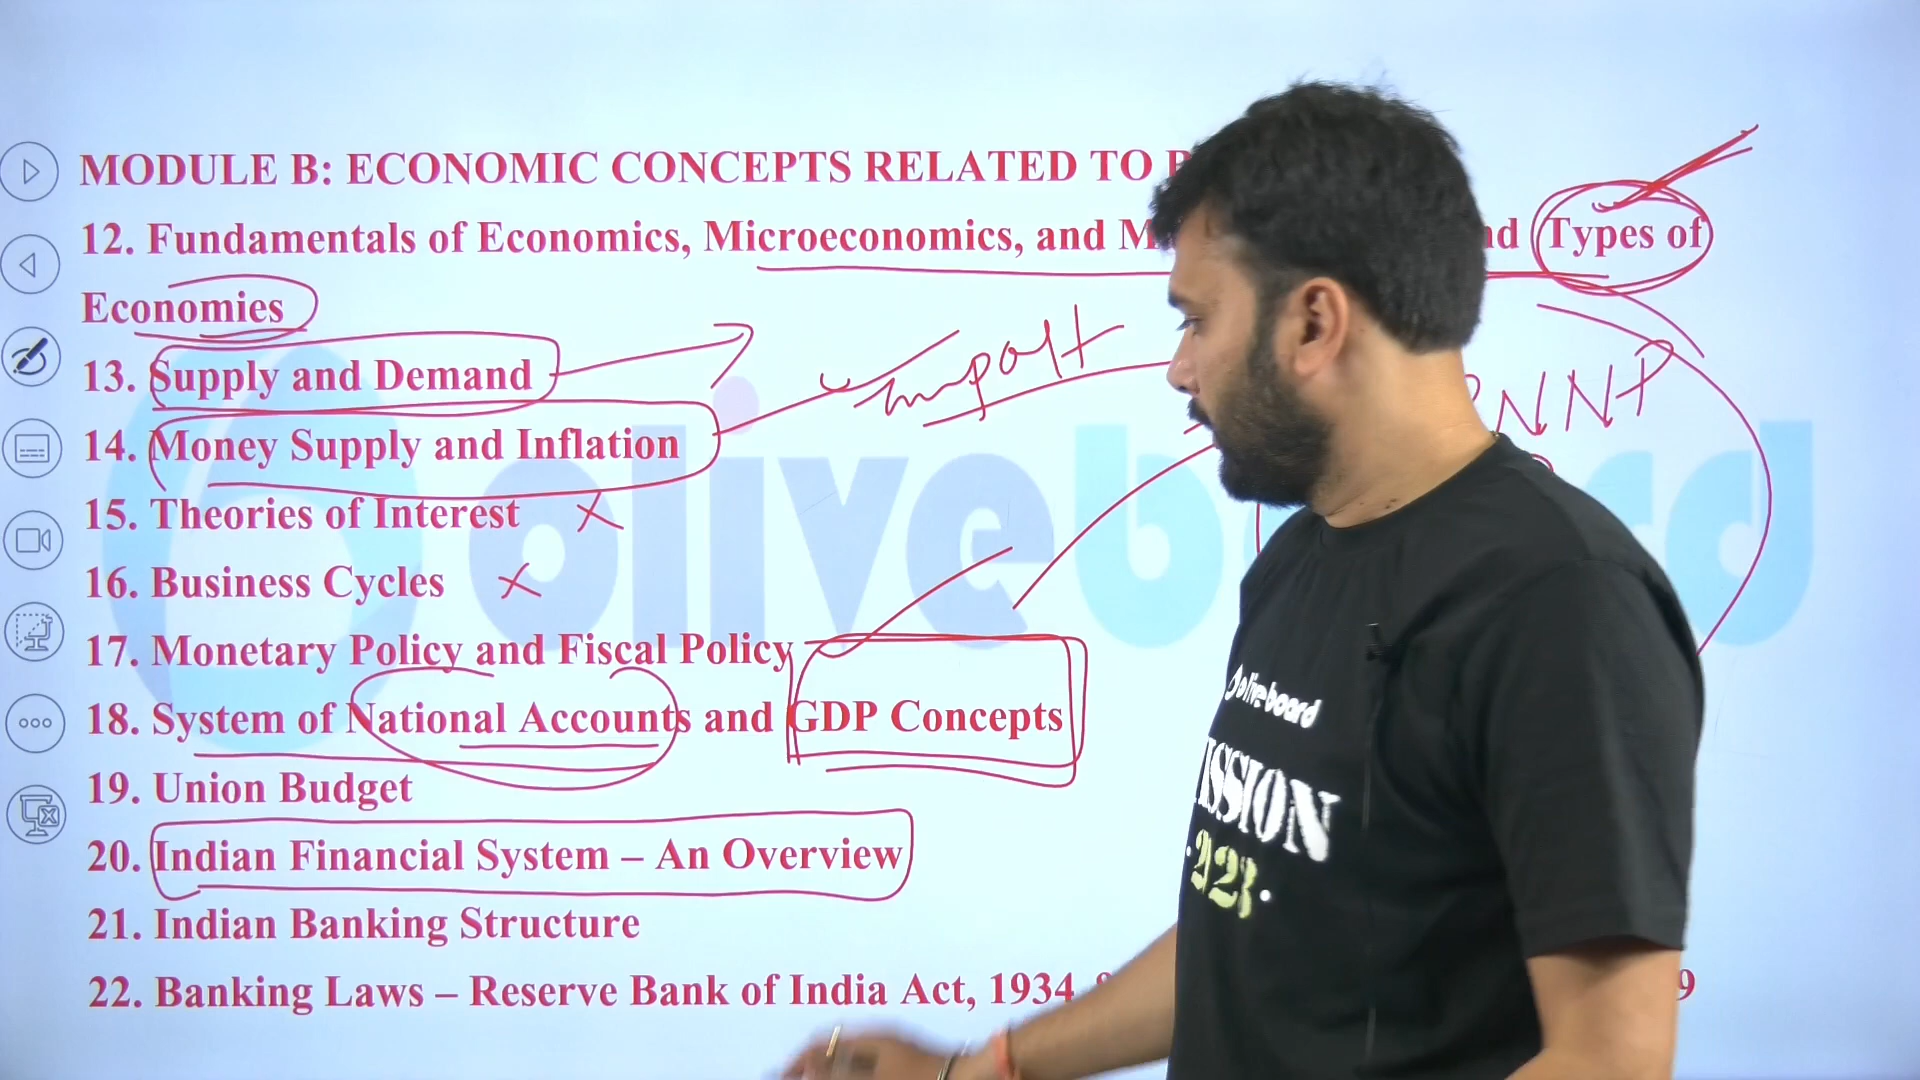 MODULE B: ECONOMIC CONCEPTS RELATED TO
12. Fundamentals of Economics, Microeconomics, and Types of
Economies
13. Supply and Demand
import
NNP
14. Money Supply and Inflation
15. Theories of Interest
16. Business Cycles
17. Monetary Policy and Fiscal Policy
18. System of National Accounts and GDP Concepts
19. Union Budget
20. Indian Financial System – An Overview
21. Indian Banking Structure
22. Banking Laws – Reserve Bank of India Act, 1934
oliveboard
oliveboard
MISSION
2023